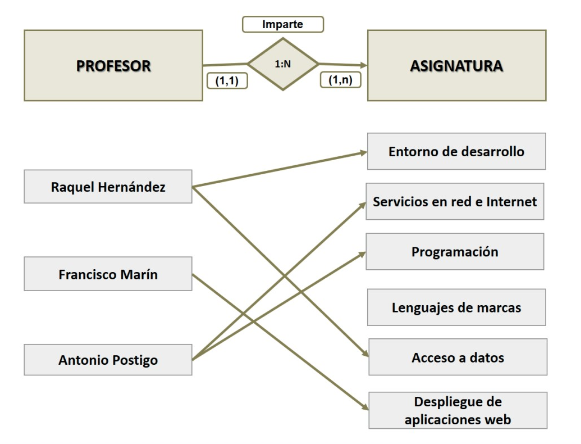 Imparte
PROFESOR
1:N
ASIGNATURA
(1,1)
(1,n)
Entorno de desarrollo
Raquel Hernández
Servicios en red e Internet
Programación
Francisco Marín
Lenguajes de marcas
Antonio Postigo
Acceso a datos
Despliegue de
aplicaciones web